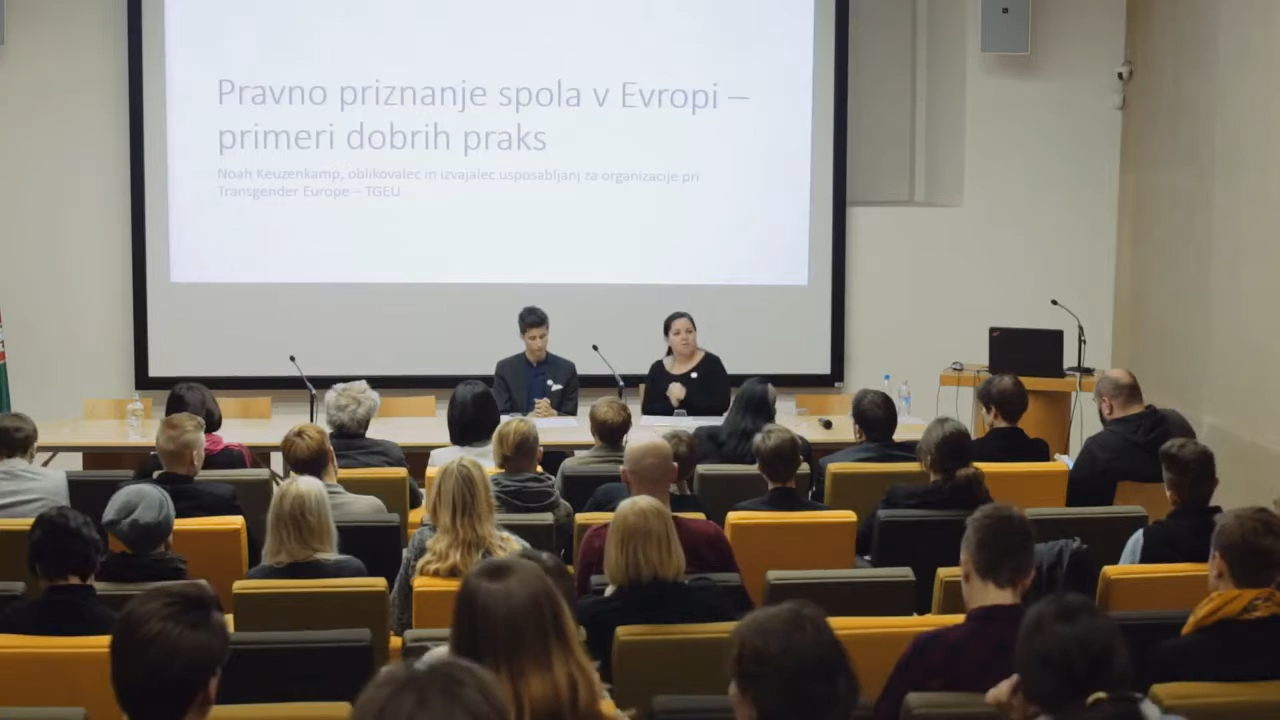 Pravno priznanje spola v Evropi –
primeri dobrih praks
Noah Keuzenkamp, oblikovalec in izvajalec usposabljanj za organizacije pri
Transgender Europe – TGEU